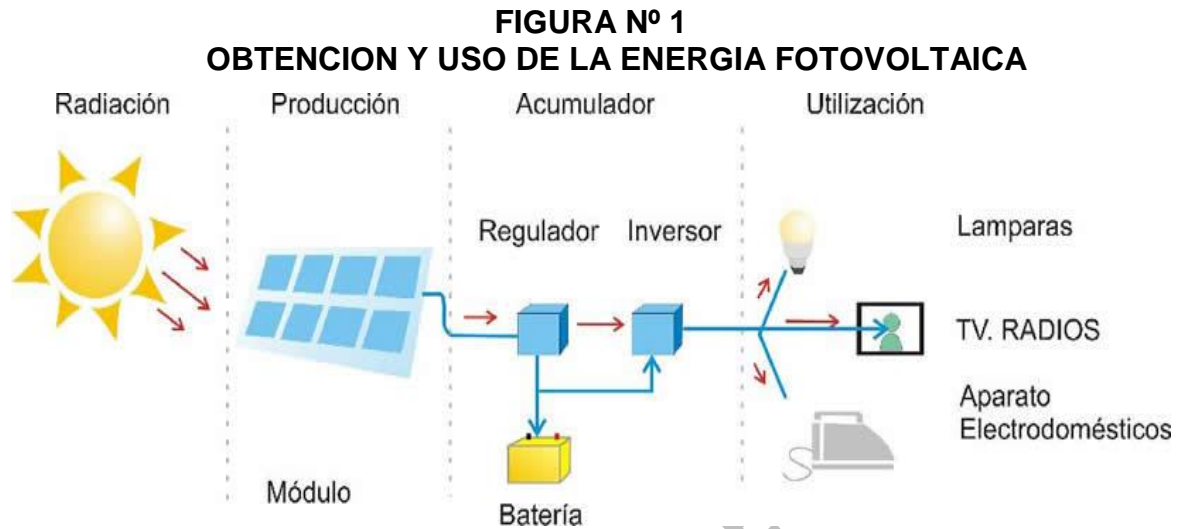 FIGURA Nº 1
OBTENCION Y USO DE LA ENERGIA FOTOVOLTAICA
Radiación
Producción
Acumulador
Utilización
Regulador
Inversor
Lamparas
TV. RADIOS
Aparato
Electrodomésticos
Módulo
Batería